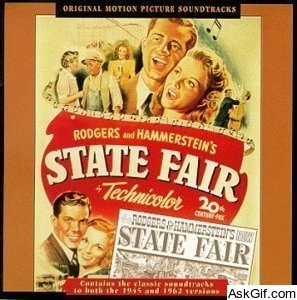 ORIGINAL MOTION PICTURE SOUNDTRACKS
RODGERS and HAMMERSTEIN'S
STATE FAIR
in Technicolor
20th
CENTURY-FOX
RODGERS & HAMMERSTEIN'S
STATE FAIR
Contains the classic soundtracks
to both the 1945 and 1962 versions
AskGif.com